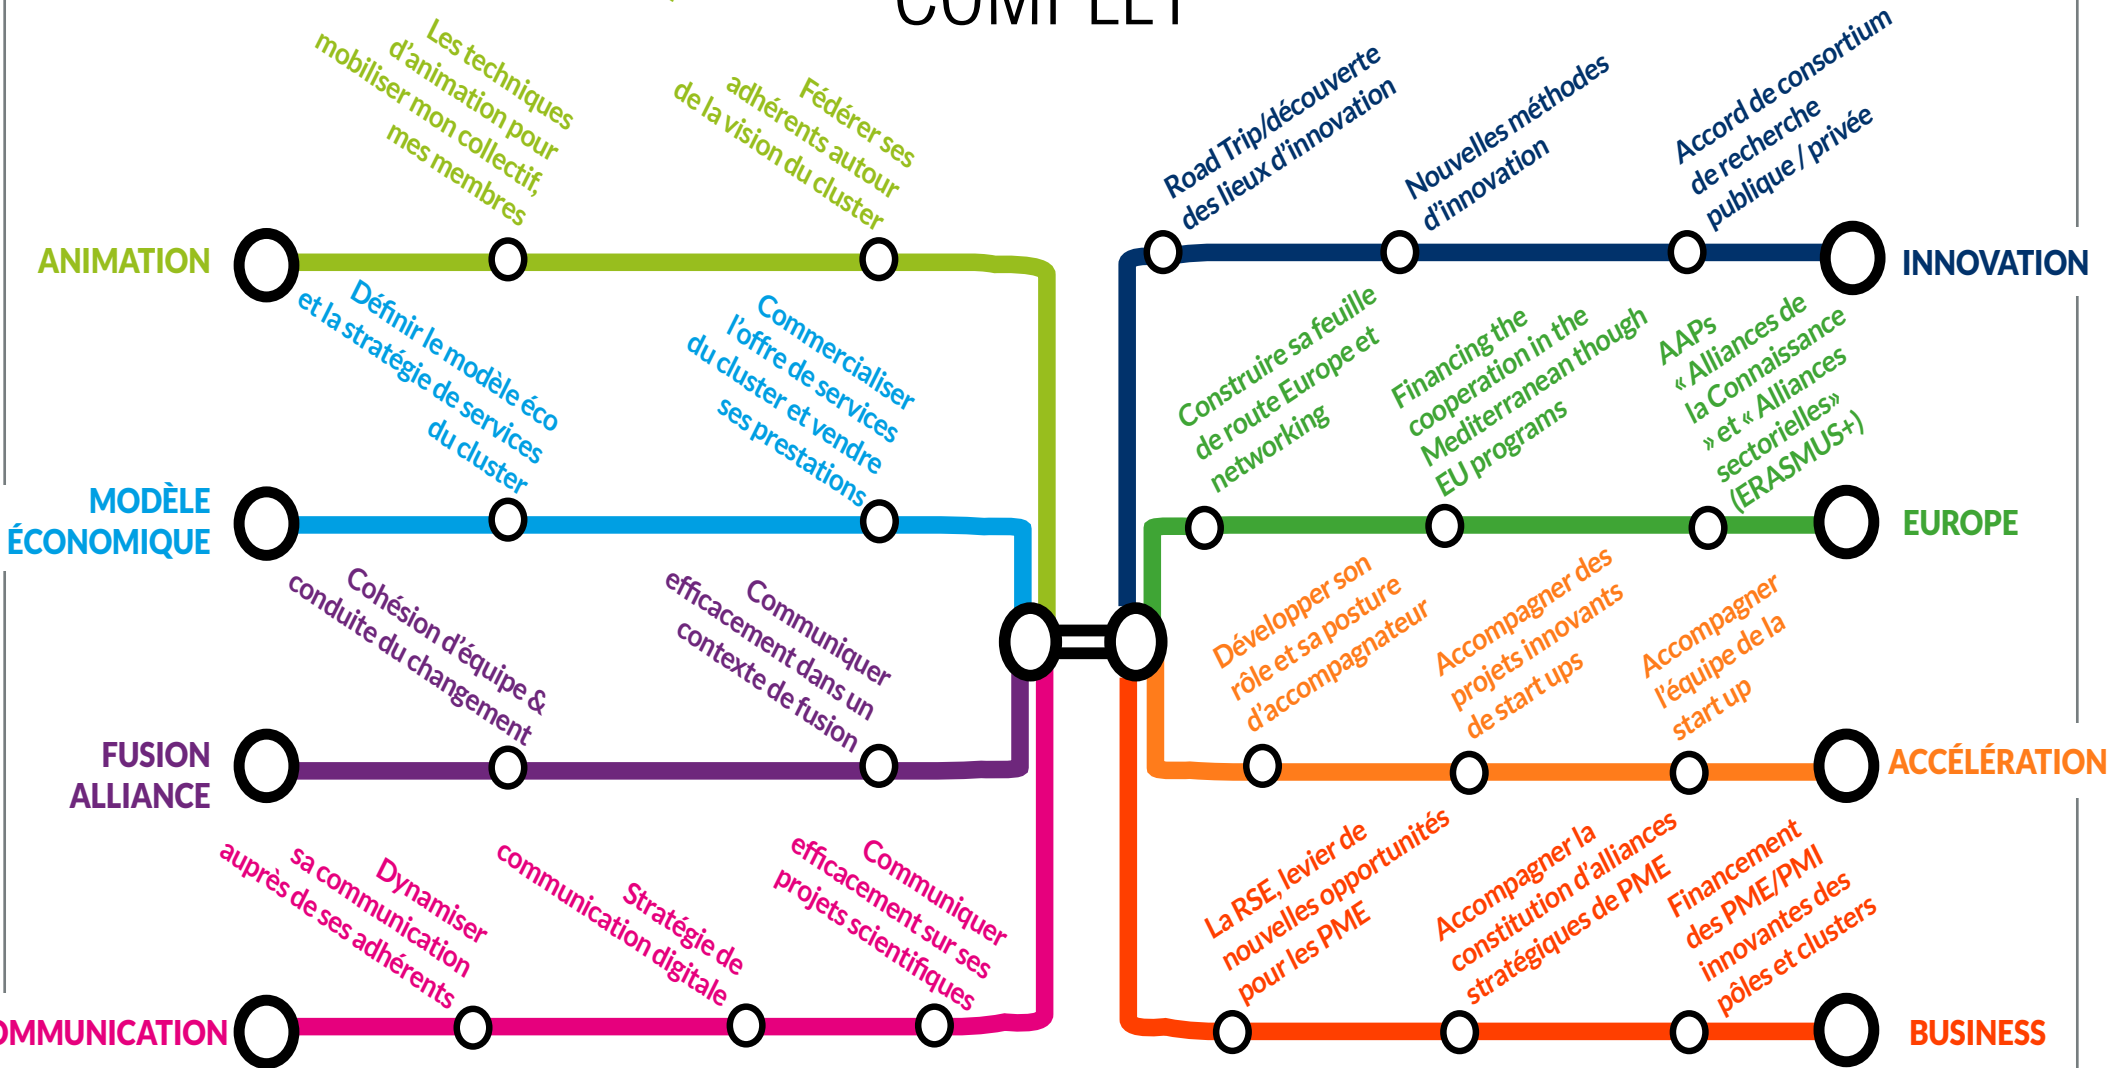 COMPLET
Les techniques
d'animation pour
mobiliser mon collectif,
mes membres
Fédérer ses
adhérents autour
de la vision du cluster
ANIMATION
Définir le modèle éco
et la stratégie de services
du cluster
Commercialiser
l'offre de services
du cluster et vendre
ses prestations
MODÈLE
ÉCONOMIQUE
Cohésion d'équipe &
conduite du changement
Communiquer
efficacement dans un
contexte de fusion
FUSION
ALLIANCE
Dynamiser
sa communication
auprès de ses adhérents
Stratégie de
communication digitale
Communiquer
efficacement sur ses
projets scientifiques
OMMUNICATION
Road Trip/découverte
des lieux d'innovation
Nouvelles méthodes
d'innovation
Accord de consortium
de recherche
publique / privée
INNOVATION
Construire sa feuille
de route Europe et
networking
Financing the
cooperation in the
Mediterranean though
EU programs
AAPs
« Alliances de
la Connaissance
» et « Alliances
sectorielles»
(ERASMUS+)
EUROPE
Développer son
rôle et sa posture
d'accompagnateur
Accompagner des
projets innovants
de start ups
Accompagner
l'équipe de la
start up
ACCÉLÉRATION
La RSE, levier de
nouvelles opportunités
pour les PME
Accompagner la
constitution d'alliances
stratégiques de PME
Financement
des PME/PMI
innovantes des
pôles et clusters
BUSINESS